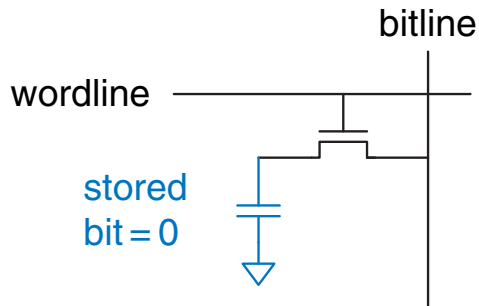 bitline
wordline
stored
bit = 0